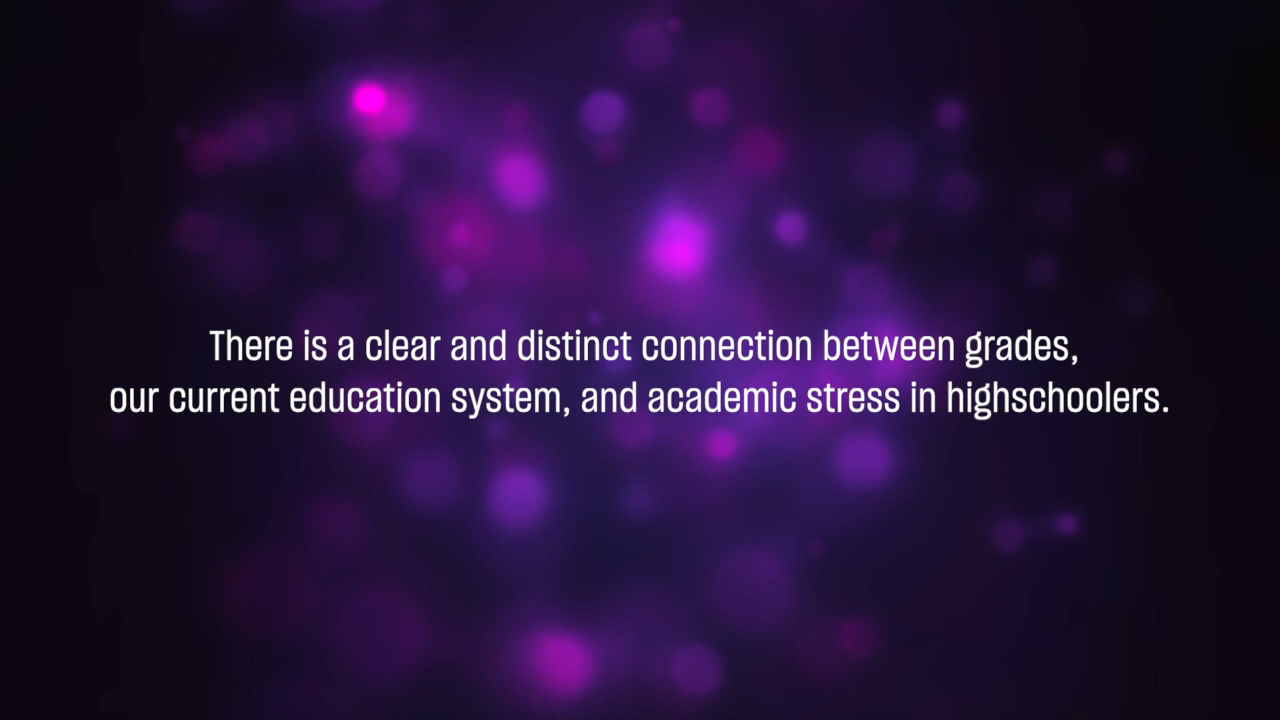 There is a clear and distinct connection between grades,
our current education system, and academic stress in highschoolers.